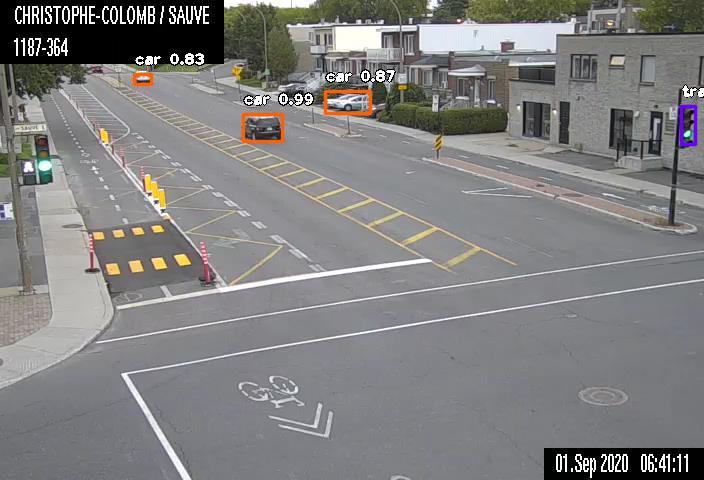 CHRISTOPHE-COLOMB / SAUVE
1187-364
car 0.83
car 0.87
car 0.99
tra
SAUVE
01.Sep 2020 06:41:11